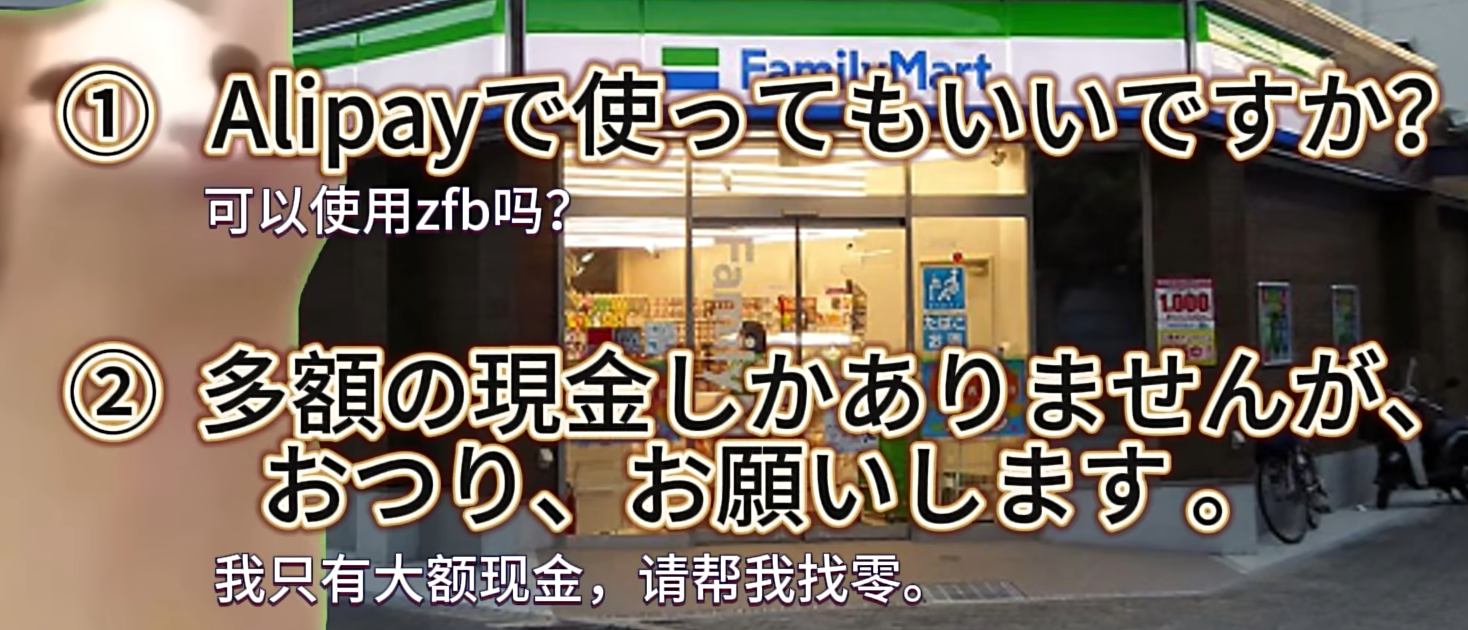 FamilyMart
① Alipayで使ってもいいですか?
可以使用zfb吗?
Family
1.000
たばこ
② 多額の現金しかありませんが、
おつり、お願いします。
我只有大额现金，请帮我找零。